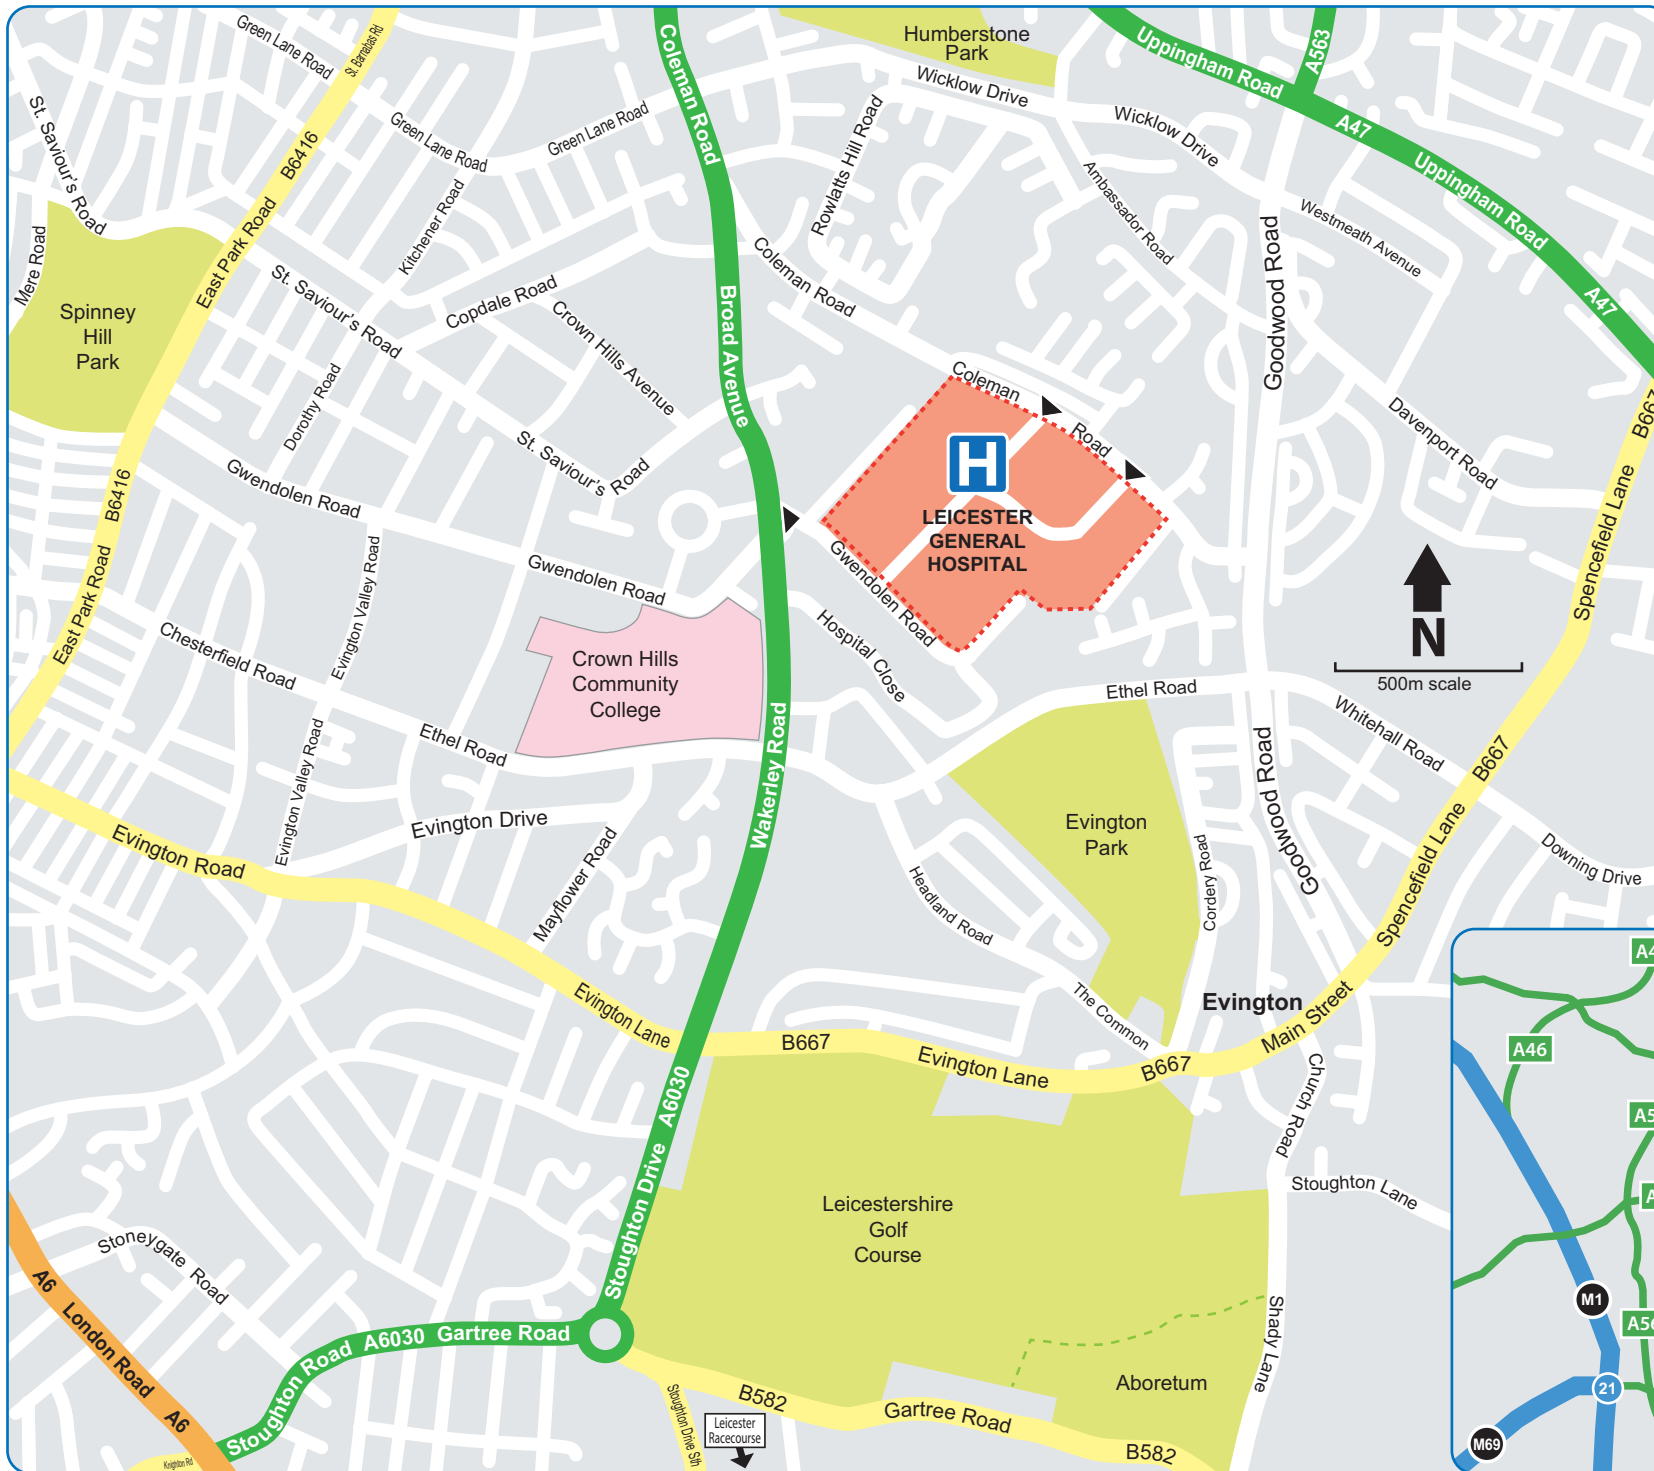 Green Lane Road
St. Barnabas Rd
Coleman Road
Humberstone
Park
Uppingham Road
A563
Wicklow Drive
St. Saviour's Road
Green Lane Road
Green Lane Road
Rowlatts Hill Road
Wicklow Drive
A47
B6416
Uppingham Road
Ambassador Road
Kitchener Road
Westmeath Avenue
Mere Road
East Park Road
Coleman Road
Goodwood Road
St. Saviour's Road
Copdale Road
Crown Hills Avenue
Broad Avenue
A47
Spinney
Hill
Park
Dorothy Road
Coleman
Road
Davenport Road
B667
St. Saviour's Road
Gwendolen Road
B6416
H
LEICESTER
GENERAL
HOSPITAL
Spencefield Lane
Gwendolen Road
Gwendolen Road
Evington Valley Road
East Park Road
Chesterfield Road
Hospital Close
N
500m scale
Crown Hills
Community
College
Ethel Road
Whitehall Road
Ethel Road
Wakerley Road
Goodwood Road
B667
Evington Valley Road
Evington Drive
Evington
Park
Evington Road
Mayflower Road
Cordery Road
Spencefield Lane
Downing Drive
Headland Road
Evington Lane
The Common
Evington
Main Street
B667
Evington Lane
B667
A6030
Church Road
A46
Stoughton Drive
Stoughton Lane
Leicestershire
Golf
Course
Stoneygate Road
A6
London Road
A6
Stoughton Road
A6030
Gartree Road
Shady Lane
M1
21
M69
Aboretum
B582
Gartree Road
B582
Stoughton Drive Sth
Leicester
Racecourse
Knighton Rd